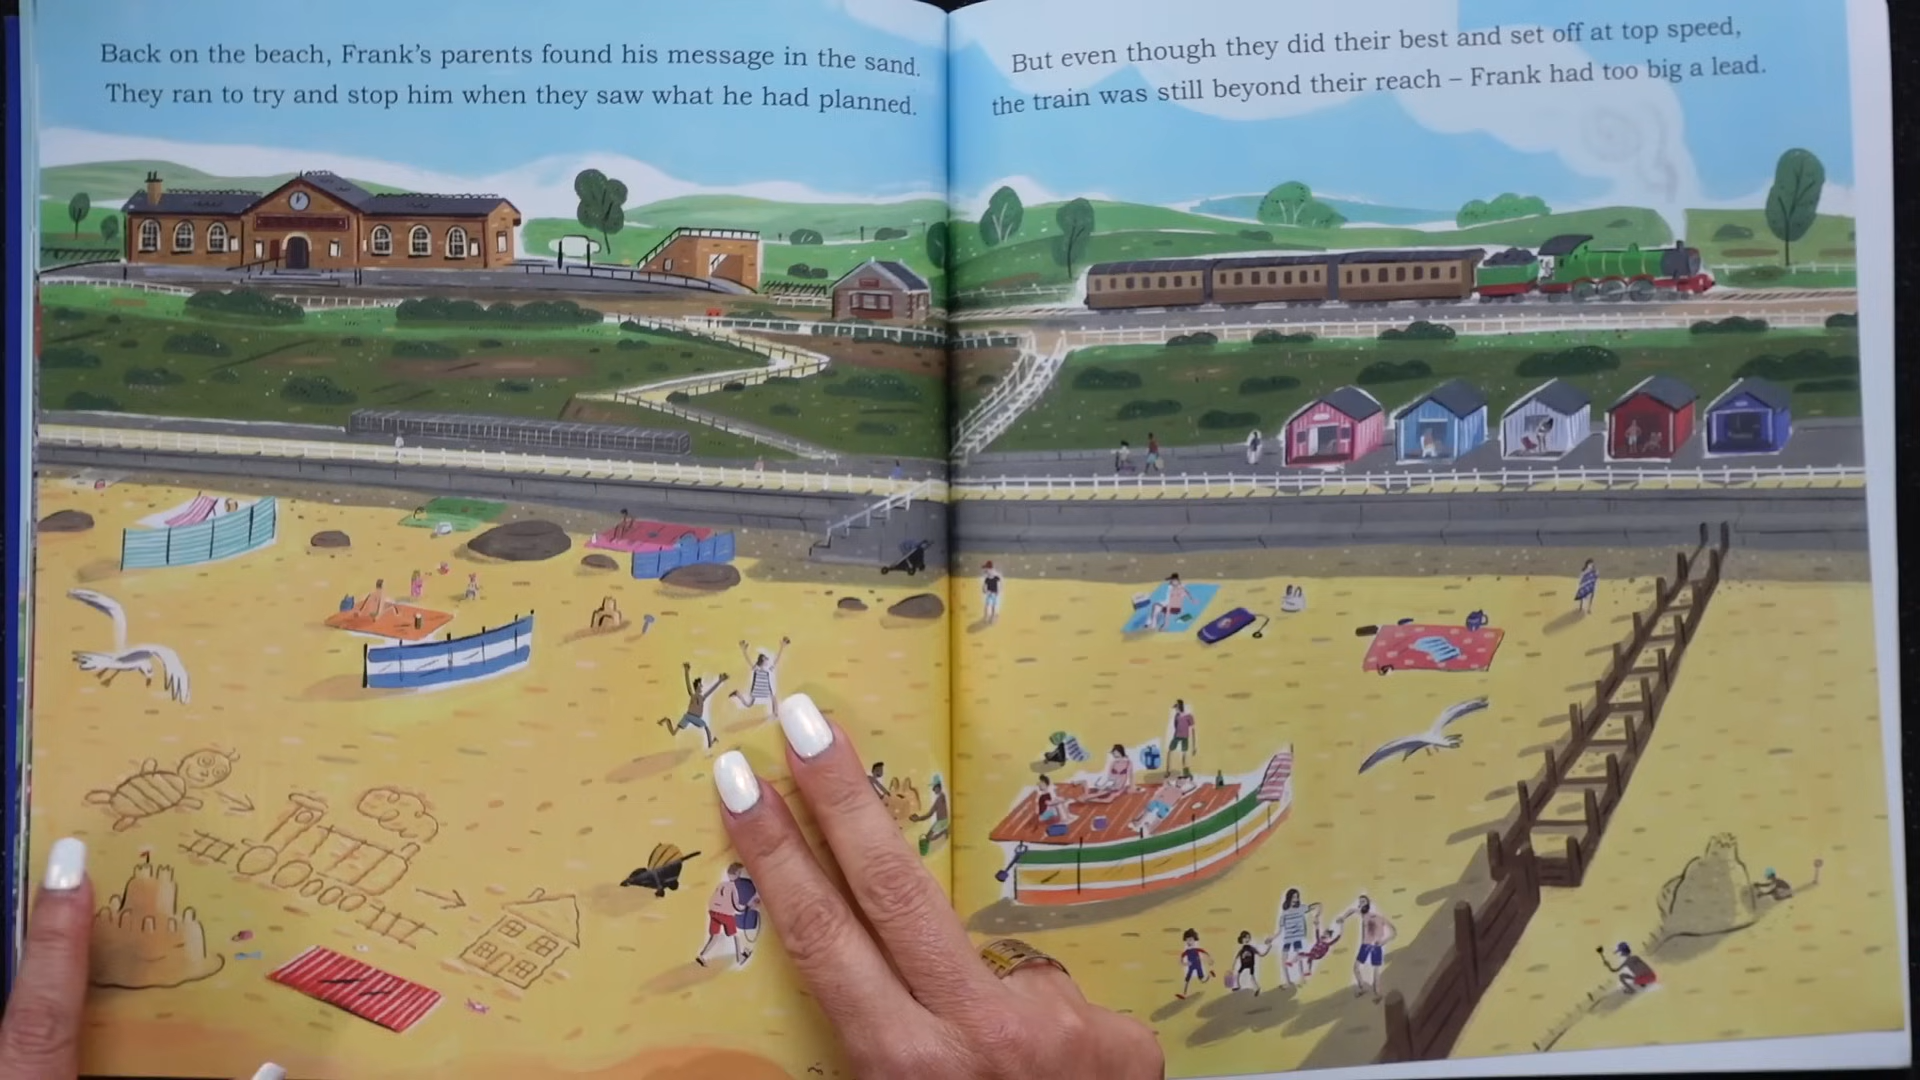 Back on the beach, Frank's parents found his message in the sand.
They ran to try and stop him when they saw what he had planned.
But even though they did their best and set off at top speed,
the train was still beyond their reach – Frank had too big a lead.